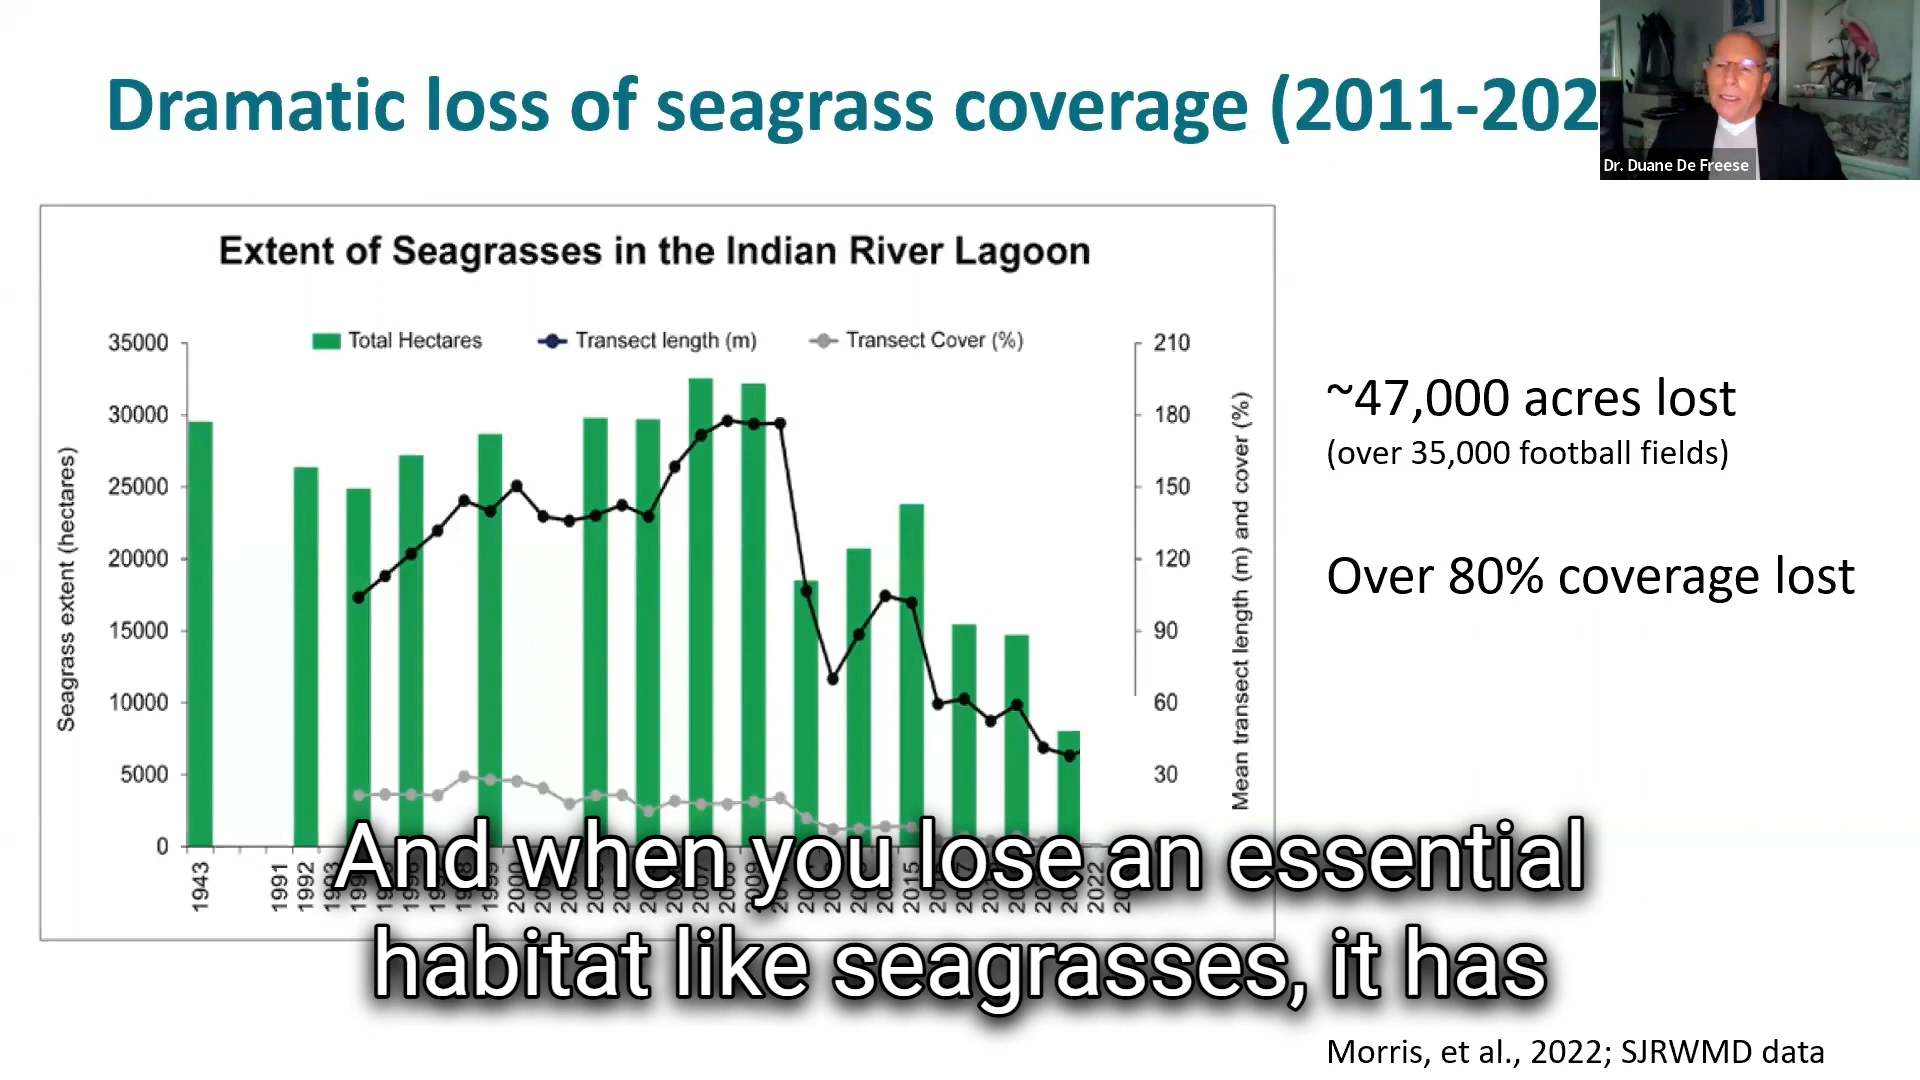 Dramatic loss of seagrass coverage (2011-202
Dr. Duane De Freese
Extent of Seagrasses in the Indian River Lagoon
Total Hectares
Transect length (m)
Transect Cover (%)
Seagrass extent (hectares)
35000
30000
25000
20000
15000
10000
5000
0
210
180
150
120
90
60
30
Mean transect length (m) and cover (%)
1943
1991
1992
1993
1999
2000
2007
2015
2022
~47,000 acres lost
(over 35,000 football fields)
Over 80% coverage lost
And when you lose an essential
habitat like seagrasses, it has
Morris, et al., 2022; SJRWMD data